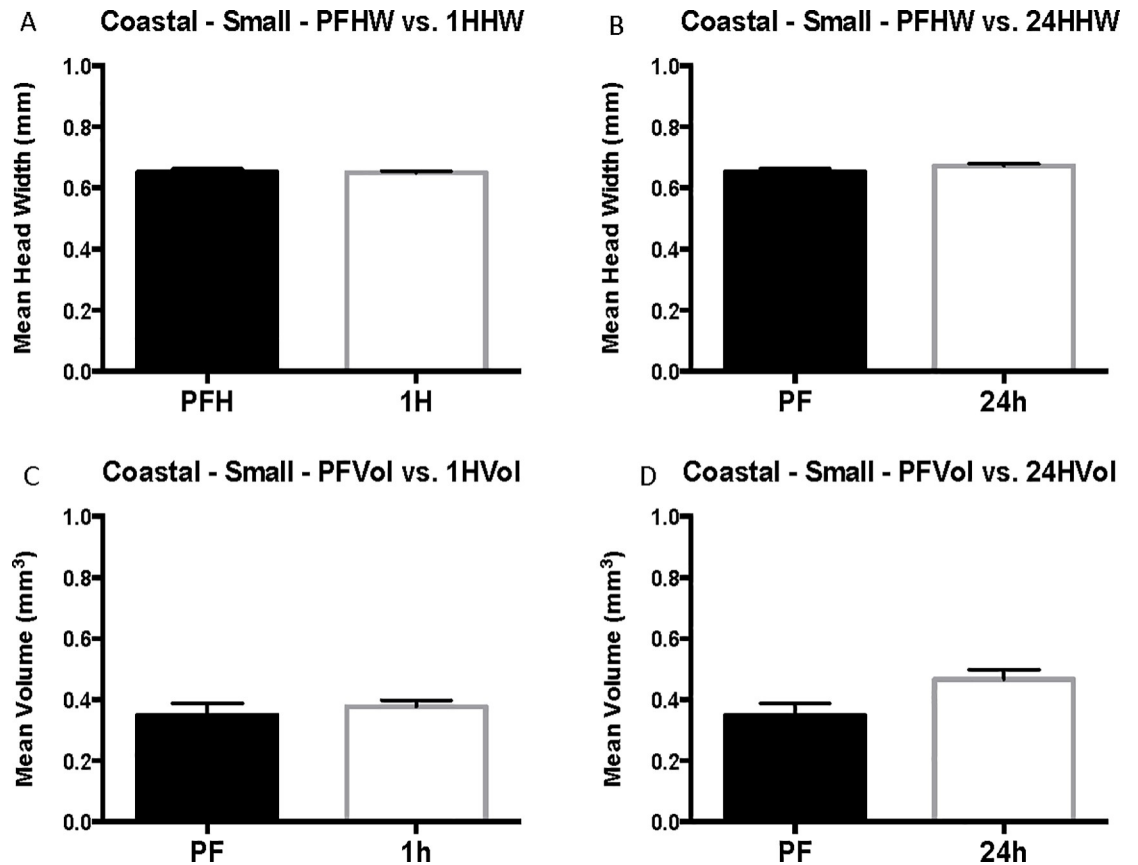 A Coastal - Small - PFHW vs. 1HHW
Mean Head Width (mm)
1.0
0.8
0.6
0.4
0.2
0.0
PFH 1H
B Coastal - Small - PFHW vs. 24HHW
Mean Head Width (mm)
1.0
0.8
0.6
0.4
0.2
0.0
PF 24h
C Coastal - Small - PFVol vs. 1HVol
Mean Volume (mm³)
1.0
0.8
0.6
0.4
0.2
0.0
PF 1h
D Coastal - Small - PFVol vs. 24HVol
Mean Volume (mm³)
1.0
0.8
0.6
0.4
0.2
0.0
PF 24h